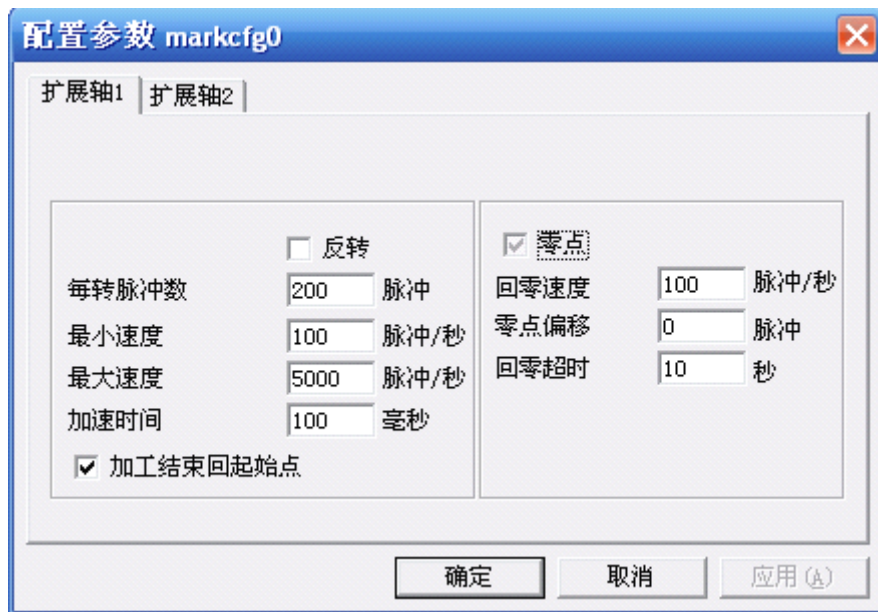 配置参数 markcfg0
扩展轴1 扩展轴2
反转
每转脉冲数 200 脉冲
最小速度 100 脉冲/秒
最大速度 5000 脉冲/秒
加速时间 100 毫秒
加工结束回起始点
零点
回零速度 100 脉冲/秒
零点偏移 0 脉冲
回零超时 10 秒
确定 取消 应用(A)